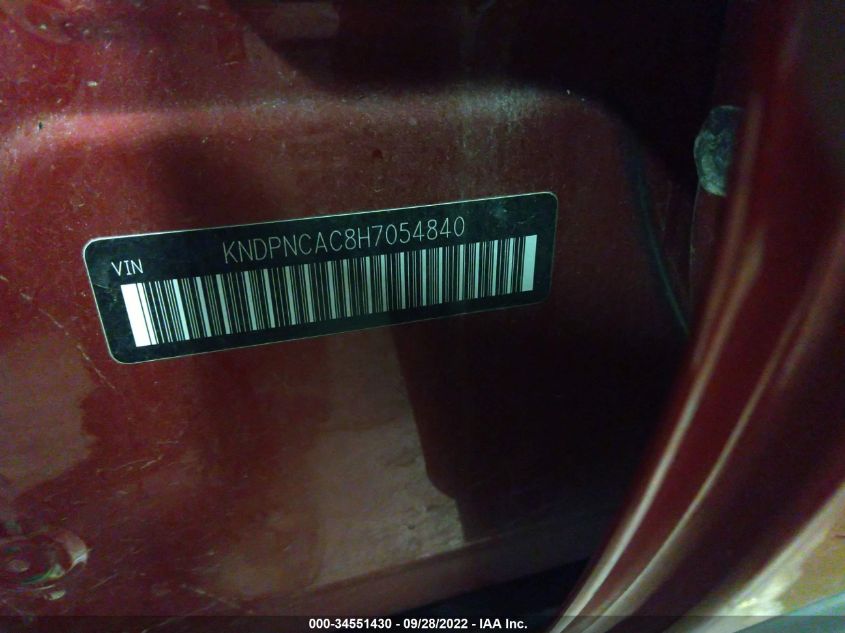 KNDPNCAC8H7054840
VIN
000-34551430 - 09/28/2022 - IAA Inc.